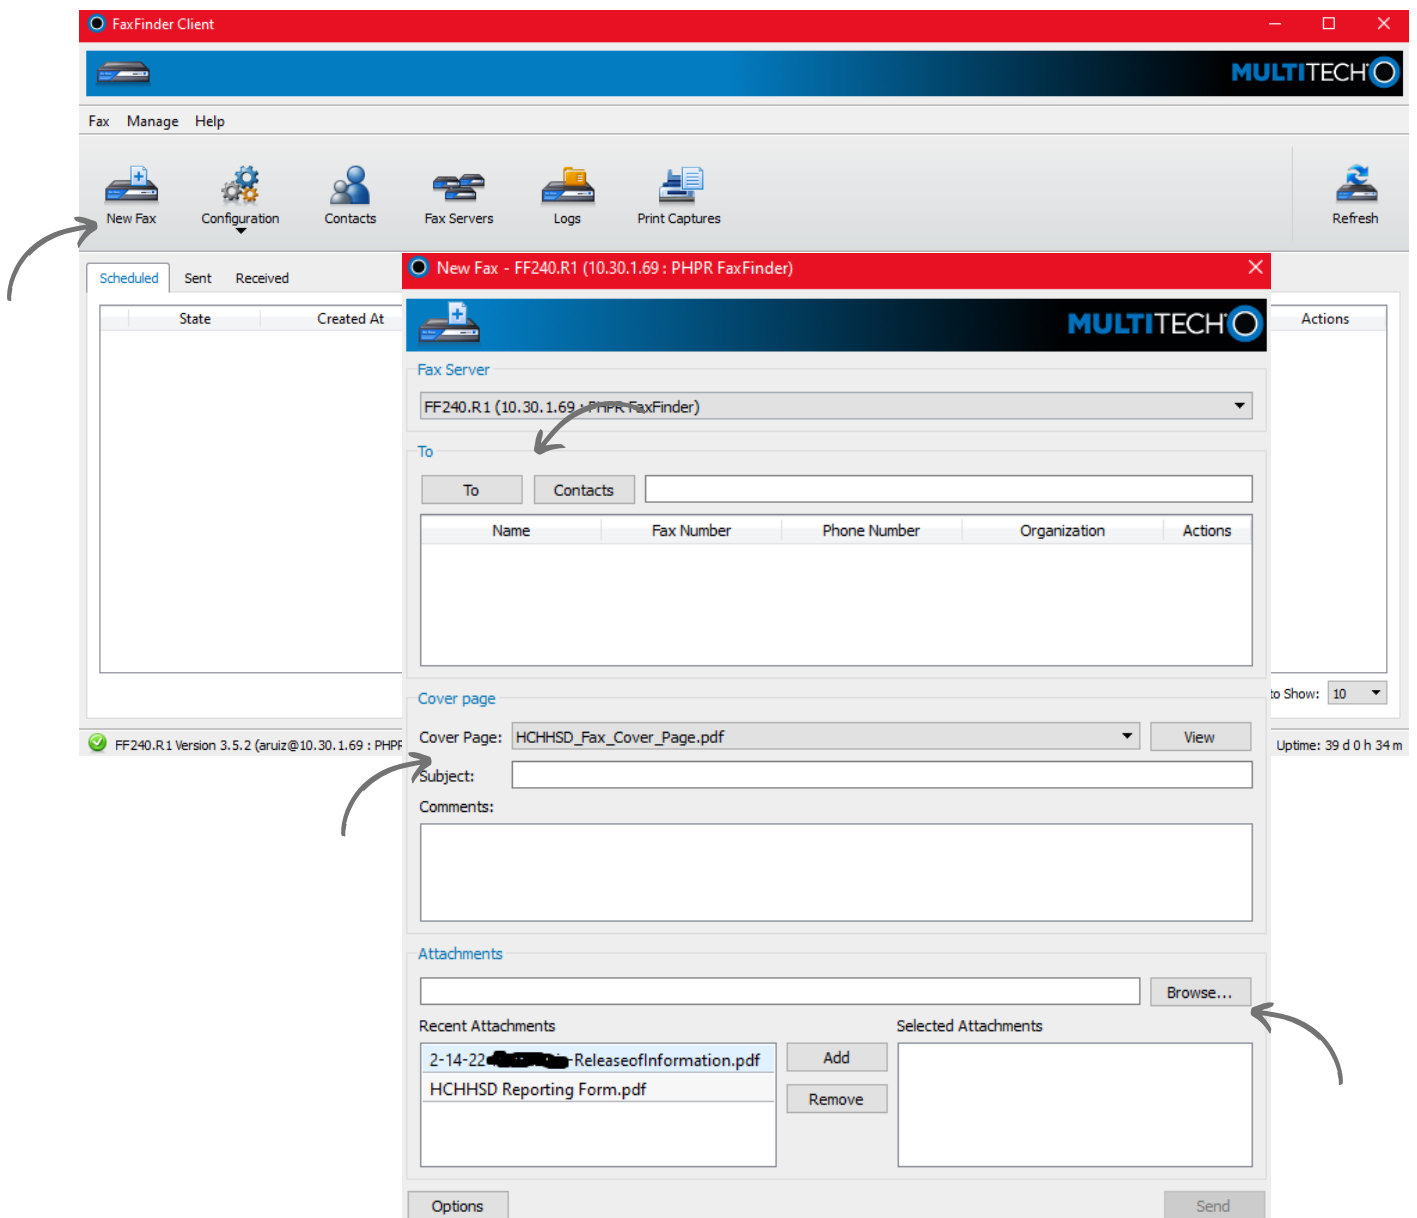 FaxFinder Client
MULTITECH
Fax Manage Help
New Fax Configuration Contacts Fax Servers Logs Print Captures Refresh
Scheduled Sent Received
State Created At Actions
New Fax - FF240.R1 (10.30.1.69 : PHPR FaxFinder)
MULTITECH
Fax Server
FF240.R1 (10.30.1.69 : PHPR FaxFinder)
To
To Contacts
Name Fax Number Phone Number Organization Actions
Cover page
to Show: 10
Cover Page: HCHHSD_Fax_Cover_Page.pdf View
FF240.R1 Version 3.5.2 (aruiz@10.30.1.69 : PHPR Uptime: 39 d 0 h 34 m
Subject:
Comments:
Attachments
Browse...
Recent Attachments Selected Attachments
2-14-22 -ReleaseofInformation.pdf Add
HCHHSD Reporting Form.pdf Remove
Options Send